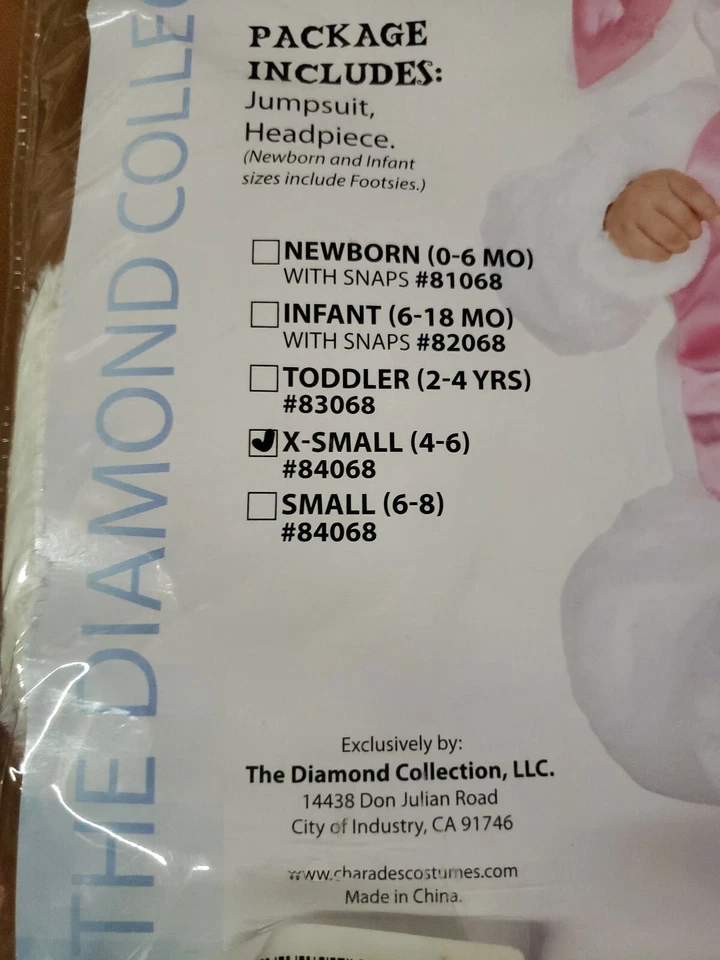 THE DIAMOND COLLEC
PACKAGE
INCLUDES:
Jumpsuit,
Headpiece.
(Newborn and Infant
sizes include Footsies.)
NEWBORN (0-6 MO)
WITH SNAPS #81068
INFANT (6-18 MO)
WITH SNAPS #82068
TODDLER (2-4 YRS)
#83068
X-SMALL (4-6)
#84068
SMALL (6-8)
#84068
Exclusively by:
The Diamond Collection, LLC.
14438 Don Julian Road
City of Industry, CA 91746
www.charadescostumes.com
Made in China.